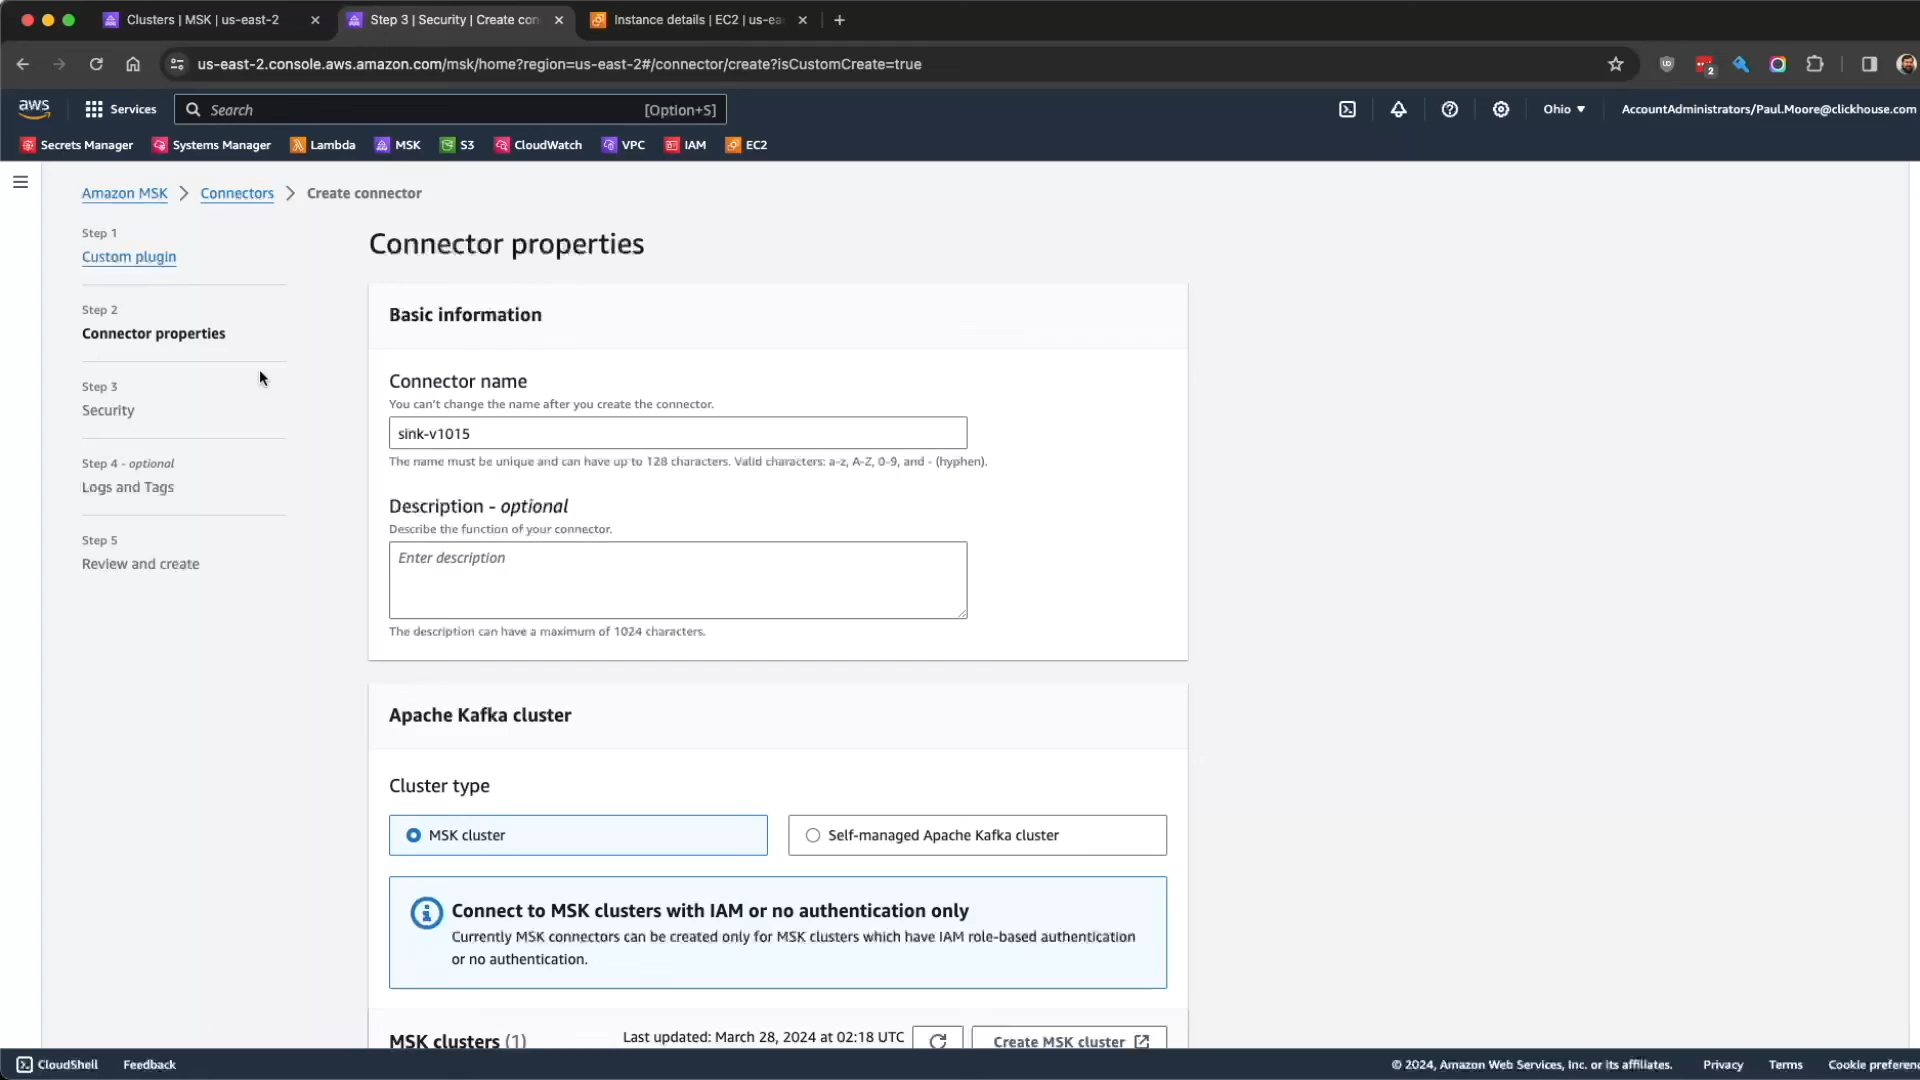 Clusters | MSK | us-east-2
Step 3 | Security | Create con
Instance details | EC2 | us-ea
us-east-2.console.aws.amazon.com/msk/home?region=us-east-2#/connector/create?isCustomCreate=true
2
aws
Services
Search
[Option+S]
Ohio
AccountAdministrators/Paul.Moore@clickhouse.com
Secrets Manager
Systems Manager
Lambda
MSK
S3
CloudWatch
VPC
IAM
EC2
Amazon MSK
Connectors
Create connector
Step 1
Custom plugin
Step 2
Connector properties
Step 3
Security
Step 4 - optional
Logs and Tags
Step 5
Review and create
Connector properties
Basic information
Connector name
You can't change the name after you create the connector.
sink-v1015
The name must be unique and can have up to 128 characters. Valid characters: a-z, A-Z, 0-9, and - (hyphen).
Description - optional
Describe the function of your connector.
Enter description
The description can have a maximum of 1024 characters.
Apache Kafka cluster
Cluster type
MSK cluster
Self-managed Apache Kafka cluster
Connect to MSK clusters with IAM or no authentication only
Currently MSK connectors can be created only for MSK clusters which have IAM role-based authentication
or no authentication.
MSK clusters (1)
Last updated: March 28, 2024 at 02:18 UTC
Create MSK cluster
CloudShell
Feedback
© 2024, Amazon Web Services, Inc. or its affiliates.
Privacy
Terms
Cookie preferenc